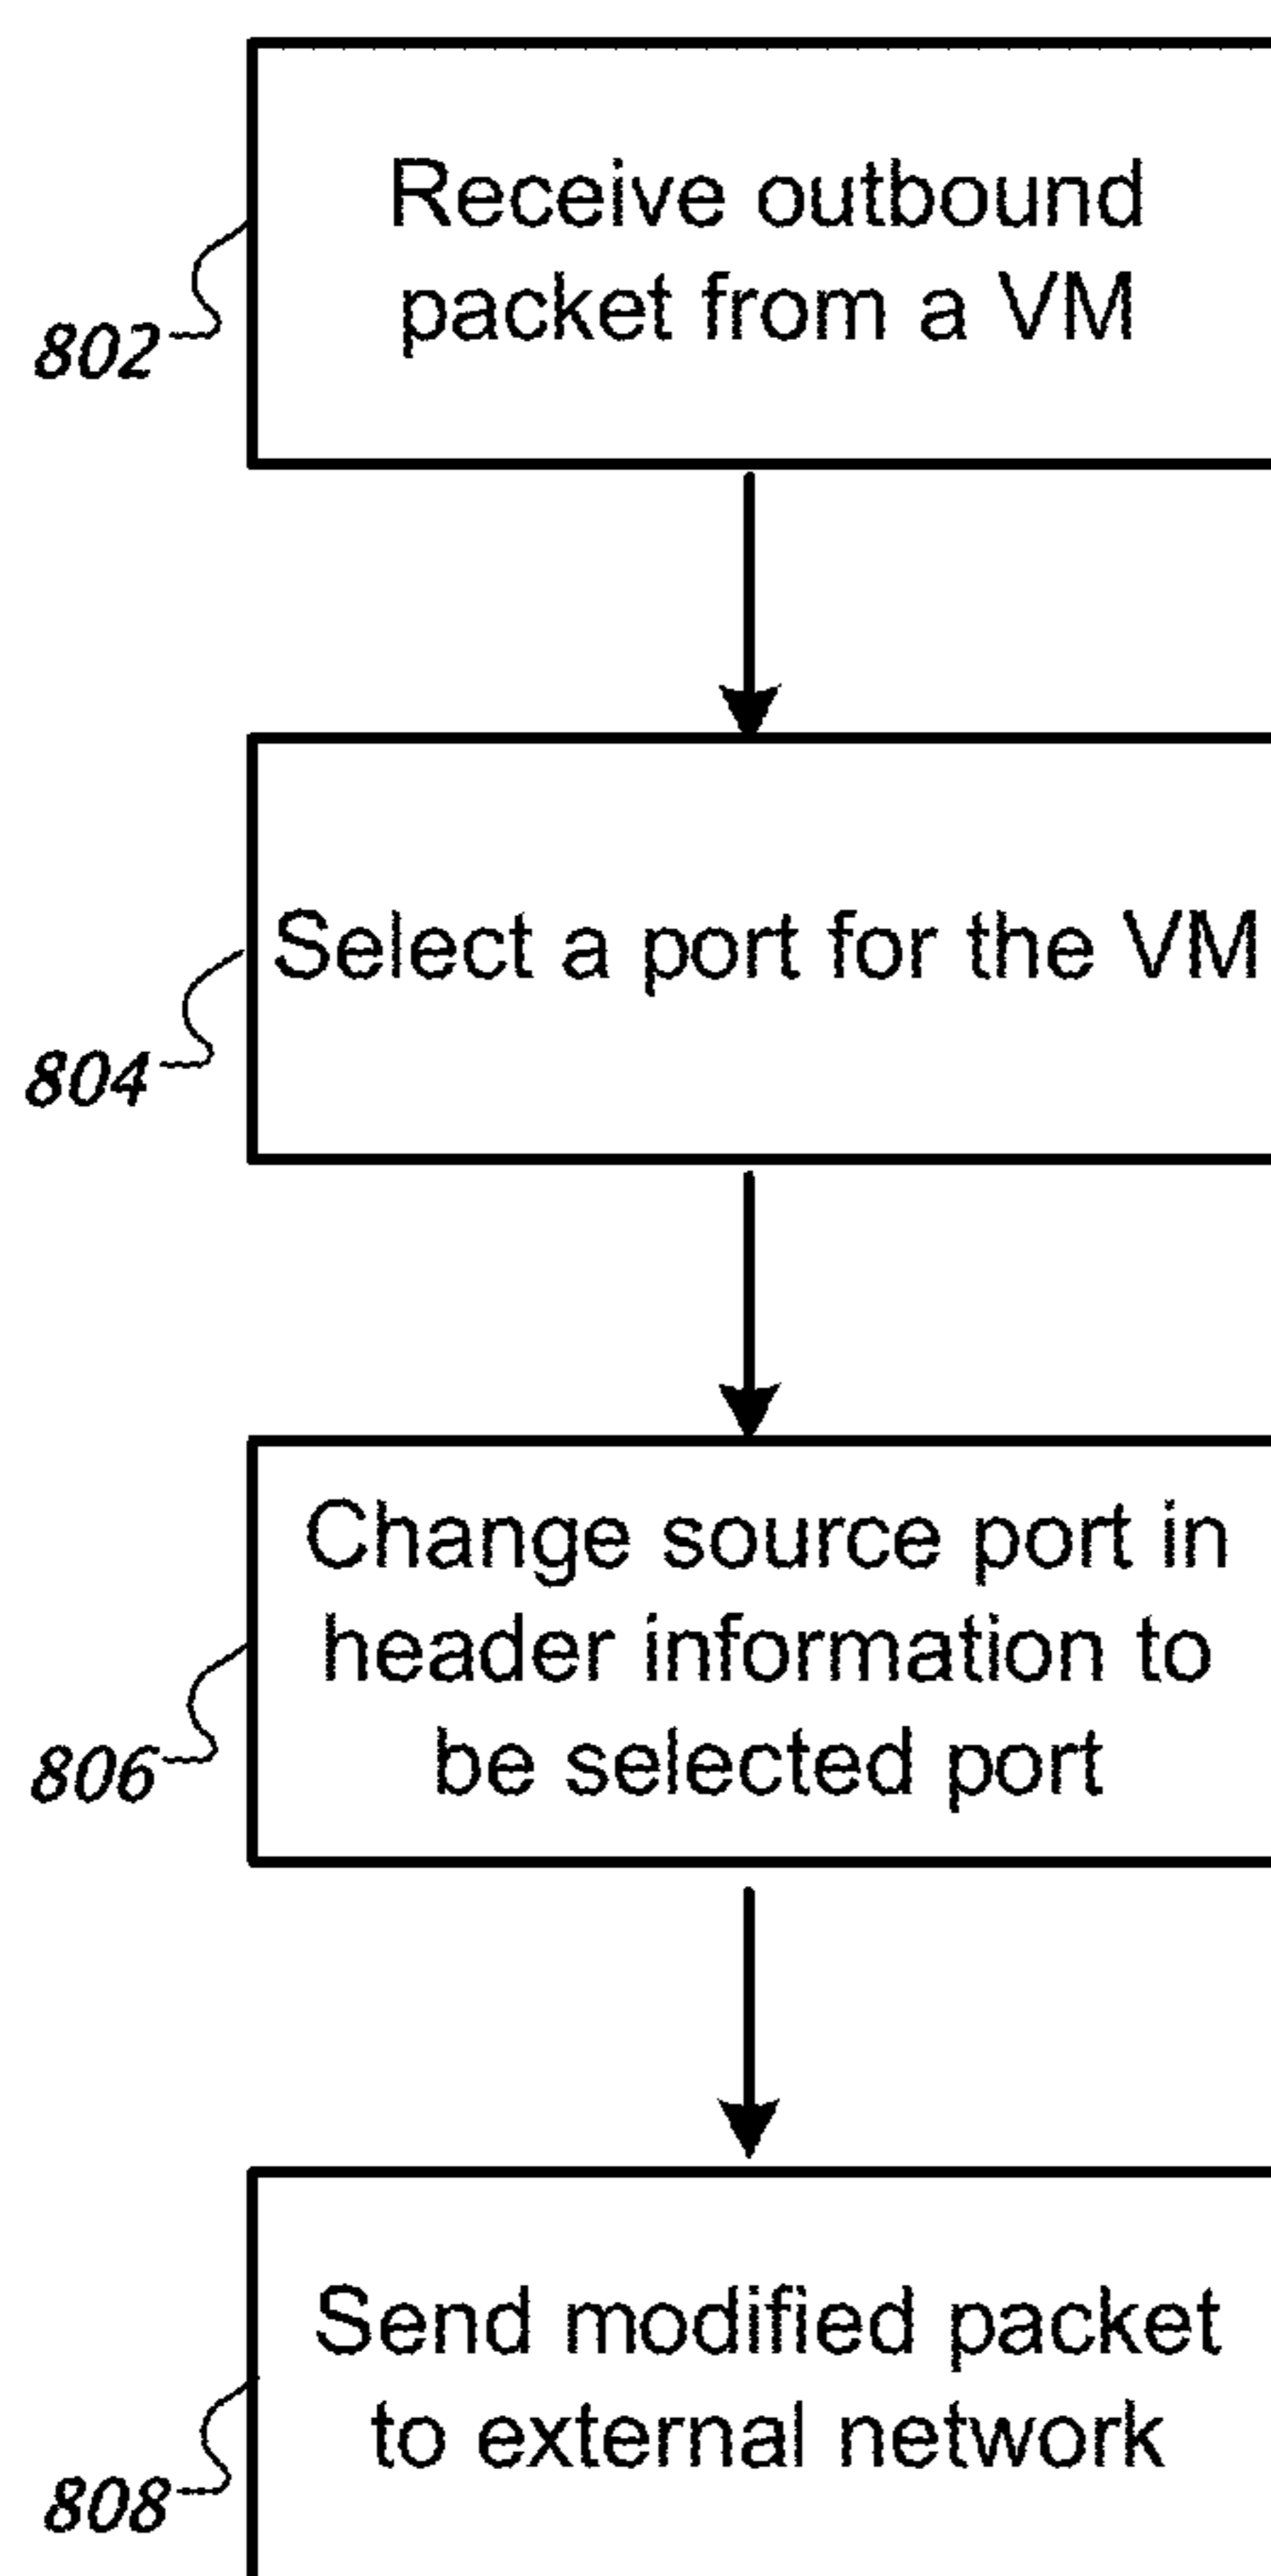 Receive outbound
packet from a VM
802
Select a port for the VM
804
Change source port in
header information to
be selected port
806
Send modified packet
to external network
808